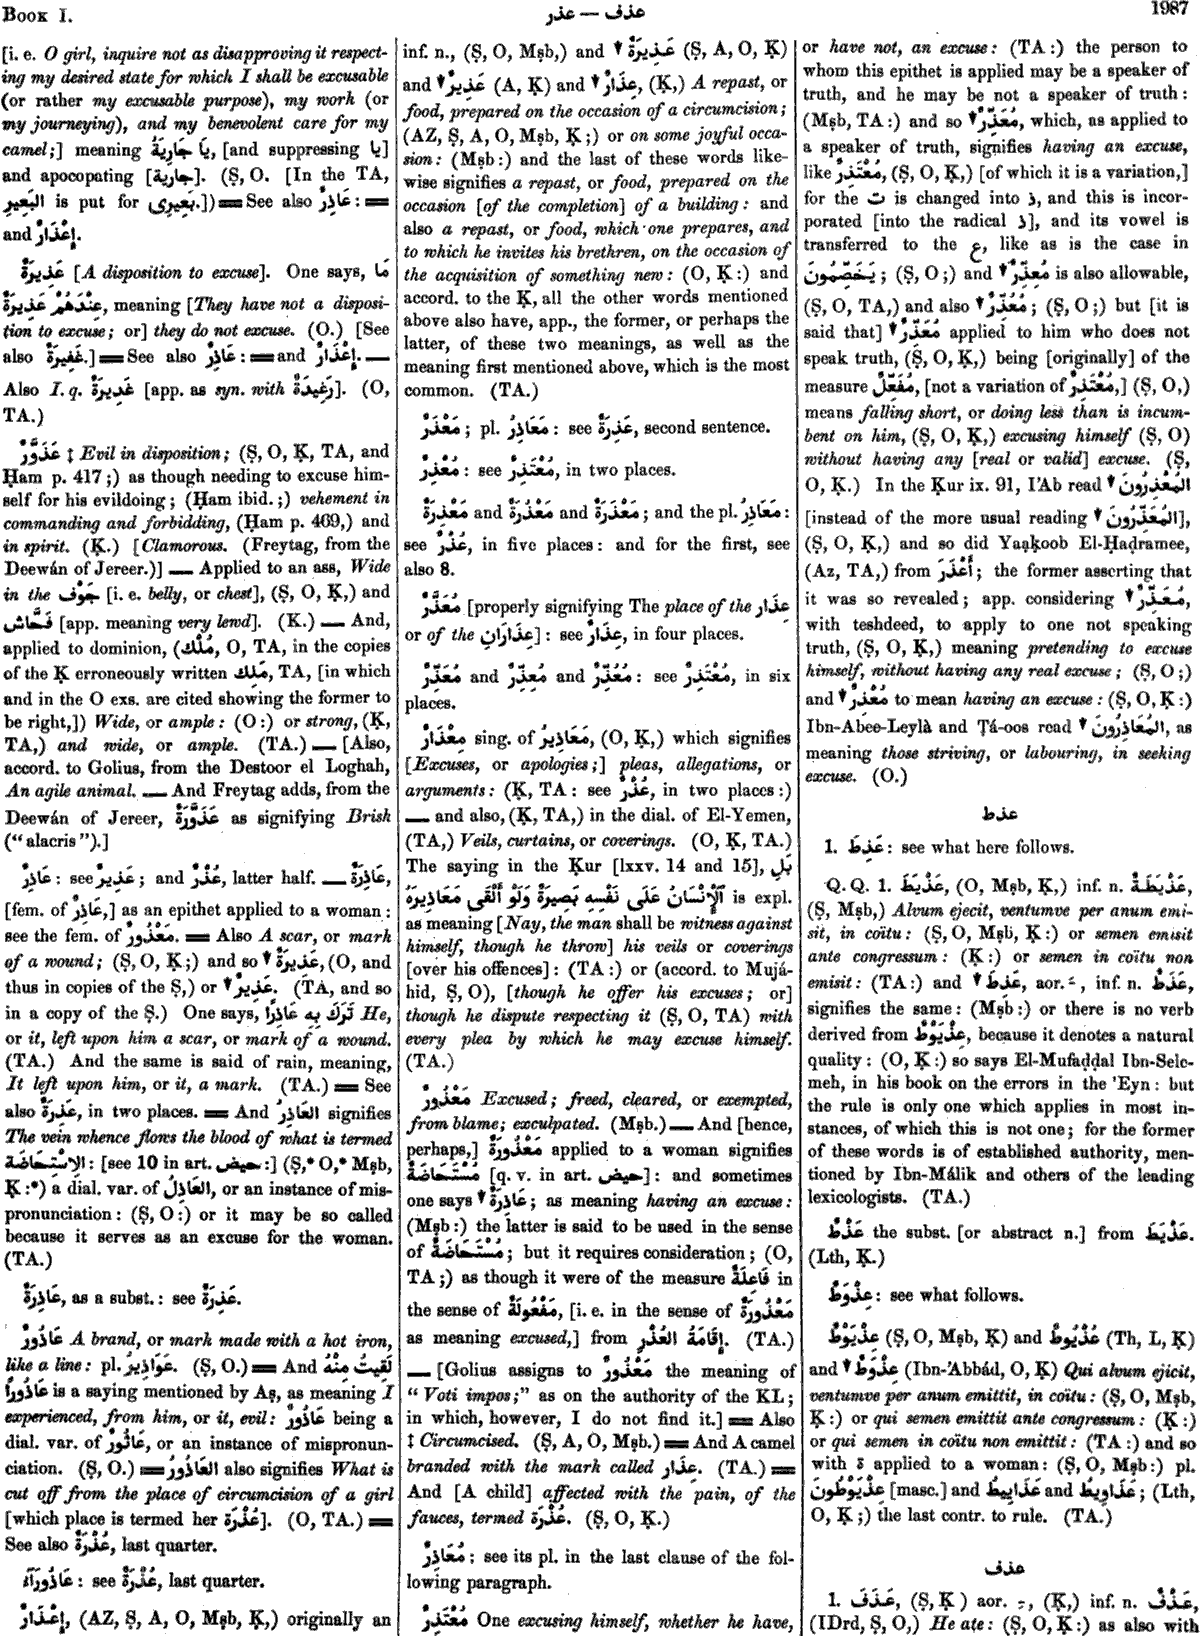 BOOK I.
عذر — عذف
1987
[i. e. O girl, inquire not as disapproving it respect-
ing my desired state for which I shall be excusable
(or rather my excusable purpose), my work (or
my journeying), and my benevolent care for my
camel;] meaning يَا جَارِيَةُ, [and suppressing يا]
and apocopating [جارية]. (Ṣ, O. [In the TA,
البَعِيرِ is put for بَعِيرِى.]) ══ See also عَاذِرٌ: ══
and إِعْذَارٌ.
عَذِيرَةٌ [A disposition to excuse]. One says, مَا
عِنْدَهُمْ عَذِيرَةٌ, meaning [They have not a disposi-
tion to excuse; or] they do not excuse. (O.) [See
also غَفِيرَةٌ.] ══ See also عَاذِرٌ: ══ and إِعْذَارٌ. —
Also I. q. غَدِيرَةٌ [app. as syn. with رَغِيدَةٌ]. (O,
TA.)
عَذَوَّرٌ ‡ Evil in disposition; (Ṣ, O, Ḳ, TA, and
Ḥam p. 417;) as though needing to excuse him-
self for his evildoing; (Ḥam ibid.;) vehement in
commanding and forbidding, (Ḥam p. 469,) and
in spirit. (Ḳ.) [Clamorous. (Freytag, from the
Deewán of Jereer.)] — Applied to an ass, Wide
in the جَوْف [i. e. belly, or chest], (Ṣ, O, Ḳ,) and
فَحَّاش [app. meaning very lewd]. (K.) — And,
applied to dominion, (مُلْك, O, TA, in the copies
of the Ḳ erroneously written مَلِك, TA, [in which
and in the O exs. are cited showing the former to
be right,]) Wide, or ample: (O:) or strong, (Ḳ,
TA,) and wide, or ample. (TA.) — [Also,
accord. to Golius, from the Destoor el Loghah,
An agile animal. — And Freytag adds, from the
Deewán of Jereer, عَذَوَّرَةٌ as signifying Brisk
(“alacris”).]
عَاذِرٌ: see عَذِيرٌ; and عُذْرٌ, latter half. — عَاذِرَةٌ,
[fem. of عَاذِرٌ,] as an epithet applied to a woman:
see the fem. of مَعْذُورٌ. ══ Also A scar, or mark
of a wound; (Ṣ, O, Ḳ;) and so ▼ عَذِيرَةٌ, (O, and
thus in copies of the Ṣ,) or ▼ عَذِيرٌ. (TA, and so
in a copy of the Ṣ.) One says, تَرَكَ بِهِ عَاذِرًا He,
or it, left upon him a scar, or mark of a wound.
(TA.) And the same is said of rain, meaning,
It left upon him, or it, a mark. (TA.) ══ See
also عَذِرَةٌ, in two places. ══ And العَاذِرُ signifies
The vein whence flows the blood of what is termed
الاِسْتِحَاضَة: [see 10 in art. حيض:] (Ṣ,* O,* Mṣb,
Ḳ:*) a dial. var. of العَاذِلُ, or an instance of mis-
pronunciation: (Ṣ, O:) or it may be so called
because it serves as an excuse for the woman.
(TA.)
عَاذِرَةٌ, as a subst.: see عَذِرَةٌ.
عَاذُورٌ A brand, or mark made with a hot iron,
like a line: pl. عَوَاذِيرُ. (Ṣ, O.) ══ And لَقِيتُ مِنْهُ
عَاذُورًا is a saying mentioned by Aṣ, as meaning I
experienced, from him, or it, evil: عَاذُورٌ being a
dial. var. of عَاثُورٌ, or an instance of mispronun-
ciation. (Ṣ, O.) ══ العَاذُورُ also signifies What is
cut off from the place of circumcision of a girl
[which place is termed her عُذْرَة]. (O, TA.) ══
See also عُذْرَةٌ, last quarter.
عَاذُورَآءُ: see عُذْرَةٌ, last quarter.
إِعْذَارٌ, (AZ, Ṣ, A, O, Mṣb, Ḳ,) originally an
inf. n., (Ṣ, O, Mṣb,) and ▼ عَذِيرَةٌ (Ṣ, A, O, Ḳ)
and ▼ عَذِيرٌ (A, Ḳ) and ▼ عِذَارٌ, (Ḳ,) A repast, or
food, prepared on the occasion of a circumcision;
(AZ, Ṣ, A, O, Mṣb, Ḳ;) or on some joyful occa-
sion: (Mṣb:) and the last of these words like-
wise signifies a repast, or food, prepared on the
occasion [of the completion] of a building: and
also a repast, or food, which one prepares, and
to which he invites his brethren, on the occasion of
the acquisition of something new: (O, Ḳ:) and
accord. to the Ḳ, all the other words mentioned
above also have, app., the former, or perhaps the
latter, of these two meanings, as well as the
meaning first mentioned above, which is the most
common. (TA.)
مَعْذَرٌ; pl. مَعَاذِرُ: see عَذِرَةٌ, second sentence.
مُعْذِرٌ: see مُعْتَذِرٌ, in two places.
مَعْذِرَةٌ and مَعْذُرَةٌ and مَعْذَرَةٌ; and the pl. مَعَاذِرُ:
see عُذْرٌ, in five places: and for the first, see
also 8.
مُعَذَّرٌ [properly signifying The place of the عِذَار
or of the عِذَارَانِ]: see عِذَارٌ, in four places.
مُعَذِّرٌ and مُعِذِّرٌ and مُعُذِّرٌ: see مُعْتَذِرٌ, in six
places.
مِعْذَارٌ sing. of مَعَاذِيرُ, (O, Ḳ,) which signifies
[Excuses, or apologies;] pleas, allegations, or
arguments: (Ḳ, TA: see عُذْرٌ, in two places:)
— and also, (Ḳ, TA,) in the dial. of El-Yemen,
(TA,) Veils, curtains, or coverings. (O, Ḳ, TA.)
The saying in the Ḳur [lxxv. 14 and 15], بَلِ
ٱلْإِنْسَانُ عَلَى نَفْسِهِ بَصِيرَةٌ وَلَوْ أَلْقَى مَعَاذِيرَهُ is expl.
as meaning [Nay, the man shall be witness against
himself, though he throw] his veils or coverings
[over his offences]: (TA:) or (accord. to Mujá-
hid, Ṣ, O), [though he offer his excuses; or]
though he dispute respecting it (Ṣ, O, TA) with
every plea by which he may excuse himself.
(TA.)
مَعْذُورٌ Excused; freed, cleared, or exempted,
from blame; exculpated. (Mṣb.) — And [hence,
perhaps,] مَعْذُورَةٌ applied to a woman signifies
مُسْتَحَاضَةٌ [q. v. in art. حيض]: and sometimes
one says ▼ عَاذِرَةٌ; as meaning having an excuse:
(Mṣb:) the latter is said to be used in the sense
of مُسْتَحَاضَةٌ; but it requires consideration; (O,
TA;) as though it were of the measure فَاعِلَةٌ in
the sense of مَفْعُولَةٌ, [i. e. in the sense of مَعْذُورَةٌ
as meaning excused,] from إِقَامَةُ العُذْرِ. (TA.)
— [Golius assigns to مَعْذُورٌ the meaning of
“Voti impos;” as on the authority of the KL;
in which, however, I do not find it.] ══ Also
‡ Circumcised. (Ṣ, A, O, Mṣb.) ══ And A camel
branded with the mark called عِذَار. (TA.) ══
And [A child] affected with the pain, of the
fauces, termed عُذْرَة. (Ṣ, O, Ḳ.)
مُعَاذِرٌ; see its pl. in the last clause of the fol-
lowing paragraph.
مُعْتَذِرٌ One excusing himself, whether he have,
or have not, an excuse: (TA:) the person to
whom this epithet is applied may be a speaker of
truth, and he may be not a speaker of truth:
(Mṣb, TA:) and so ▼ مُعَذِّرٌ, which, as applied to
a speaker of truth, signifies having an excuse,
like مُعْتَذِرٌ, (Ṣ, O, Ḳ,) [of which it is a variation,]
for the ت is changed into ذ, and this is incor-
porated [into the radical ذ], and its vowel is
transferred to the ع, like as is the case in
يَخَصِّمُونَ; (Ṣ, O;) and ▼ مُعِذِّرٌ is also allowable,
(Ṣ, O, TA,) and also ▼ مُعُذِّرٌ; (Ṣ, O;) but [it is
said that] ▼ مُعَذِّرٌ applied to him who does not
speak truth, (Ṣ, O, Ḳ,) being [originally] of the
measure مُفَعِّلٌ, [not a variation of مُعْتَذِرٌ,] (Ṣ, O,)
means falling short, or doing less than is incum-
bent on him, (Ṣ, O, Ḳ,) excusing himself (Ṣ, O)
without having any [real or valid] excuse. (Ṣ,
O, Ḳ.) In the Ḳur ix. 91, I’Ab read ▼ المُعْذِرُونَ
[instead of the more usual reading ▼ المُعَذِّرُونَ],
(Ṣ, O, Ḳ,) and so did Yaạḳoob El-Ḥaḍramee,
(Az, TA,) from أَعْذَرَ; the former asserting that
it was so revealed; app. considering ▼ مُعَذِّرٌ,
with teshdeed, to apply to one not speaking
truth, (Ṣ, O, Ḳ,) meaning pretending to excuse
himself, without having any real excuse; (Ṣ, O;)
and ▼ مُعْذِرٌ to mean having an excuse: (Ṣ, O, Ḳ:)
Ibn-Abee-Leylà and Ṭá-oos read ▼ المُعَاذِرُونَ, as
meaning those striving, or labouring, in seeking
excuse. (O.)
عذط
1. عَذِطَ: see what here follows.
Q. Q. 1. عَذْيَطَ, (O, Mṣb, Ḳ,) inf. n. عَذْيَطَةٌ,
(Ṣ, Mṣb,) Alvum ejecit, ventumve per anum emi-
sit, in coïtu: (Ṣ, O, Mṣb, Ḳ:) or semen emisit
ante congressum: (Ḳ:) or semen in coïtu non
emisit: (TA:) and ▼ عَذِطَ, aor. ـَ, inf. n. عَذَطٌ,
signifies the same: (Mṣb:) or there is no verb
derived from عِذْيَوْطٌ, because it denotes a natural
quality: (O, Ḳ:) so says El-Mufaḍḍal Ibn-Sele-
meh, in his book on the errors in the ’Eyn: but
the rule is only one which applies in most in-
stances, of which this is not one; for the former
of these words is of established authority, men-
tioned by Ibn-Málik and others of the leading
lexicologists. (TA.)
عَذْطٌ the subst. [or abstract n.] from عَذْيَطَ.
(Lth, Ḳ.)
عِذْوَطٌ: see what follows.
عِذْيَوْطٌ (Ṣ, O, Mṣb, Ḳ) and عُذْيُوطٌ (Th, L, Ḳ)
and ▼ عِذْوَطٌ (Ibn-’Abbád, O, Ḳ) Qui alvum ejicit,
ventumve per anum emittit, in coïtu: (Ṣ, O, Mṣb,
Ḳ:) or qui semen emittit ante congressum: (Ḳ:)
or qui semen in coïtu non emittit: (TA:) and so
with ة applied to a woman: (Ṣ, O, Mṣb:) pl.
عِذْيَوْطُونَ [masc.] and عَذَايِيطُ and عَذَاوِيطُ; (Lth,
O, Ḳ;) the last contr. to rule. (TA.)
عذف
1. عَذَفَ, (Ṣ, Ḳ) aor. ـِ, (Ḳ,) inf. n. عَذْفٌ,
(IDrd, Ṣ, O,) He ate: (Ṣ, O, Ḳ:) as also with